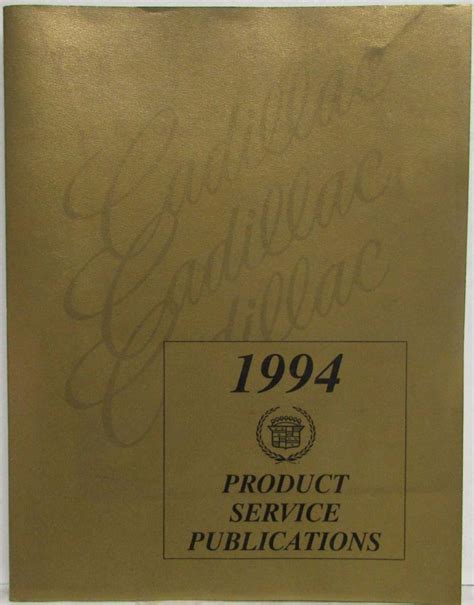 Cadillac
Cadillac
Cadillac
1994
PRODUCT
SERVICE
PUBLICATIONS